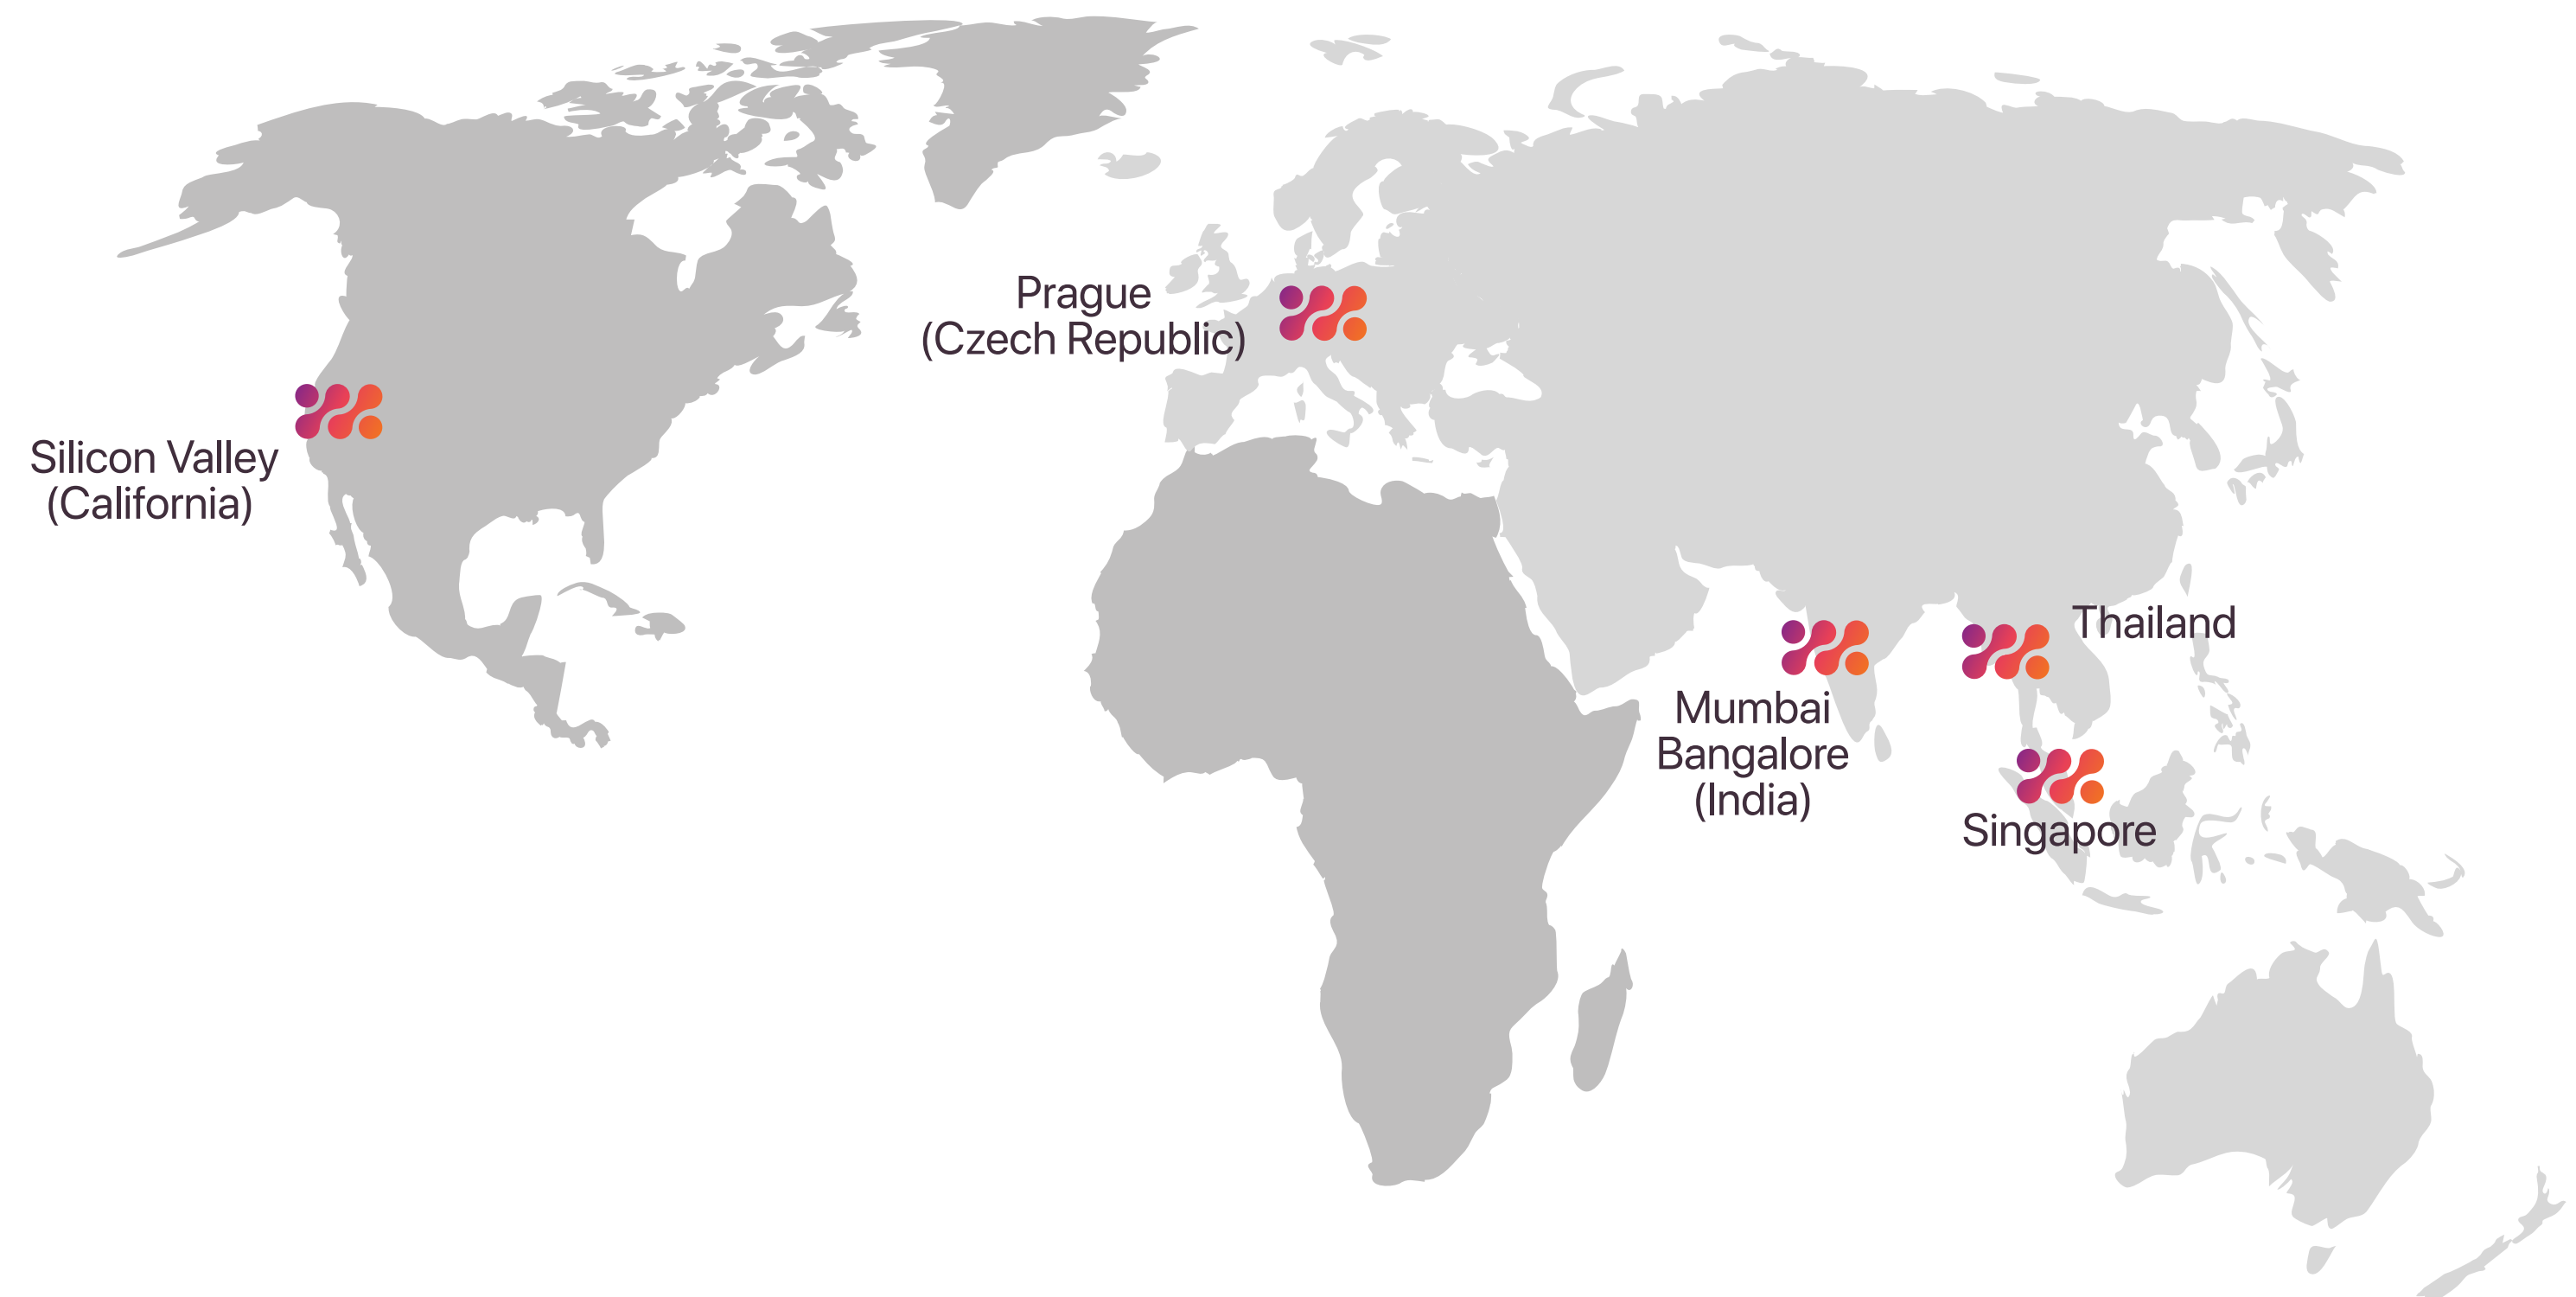 Prague
(Czech Republic)
Silicon Valley
(California)
Thailand
Mumbai
Bangalore
(India)
Singapore